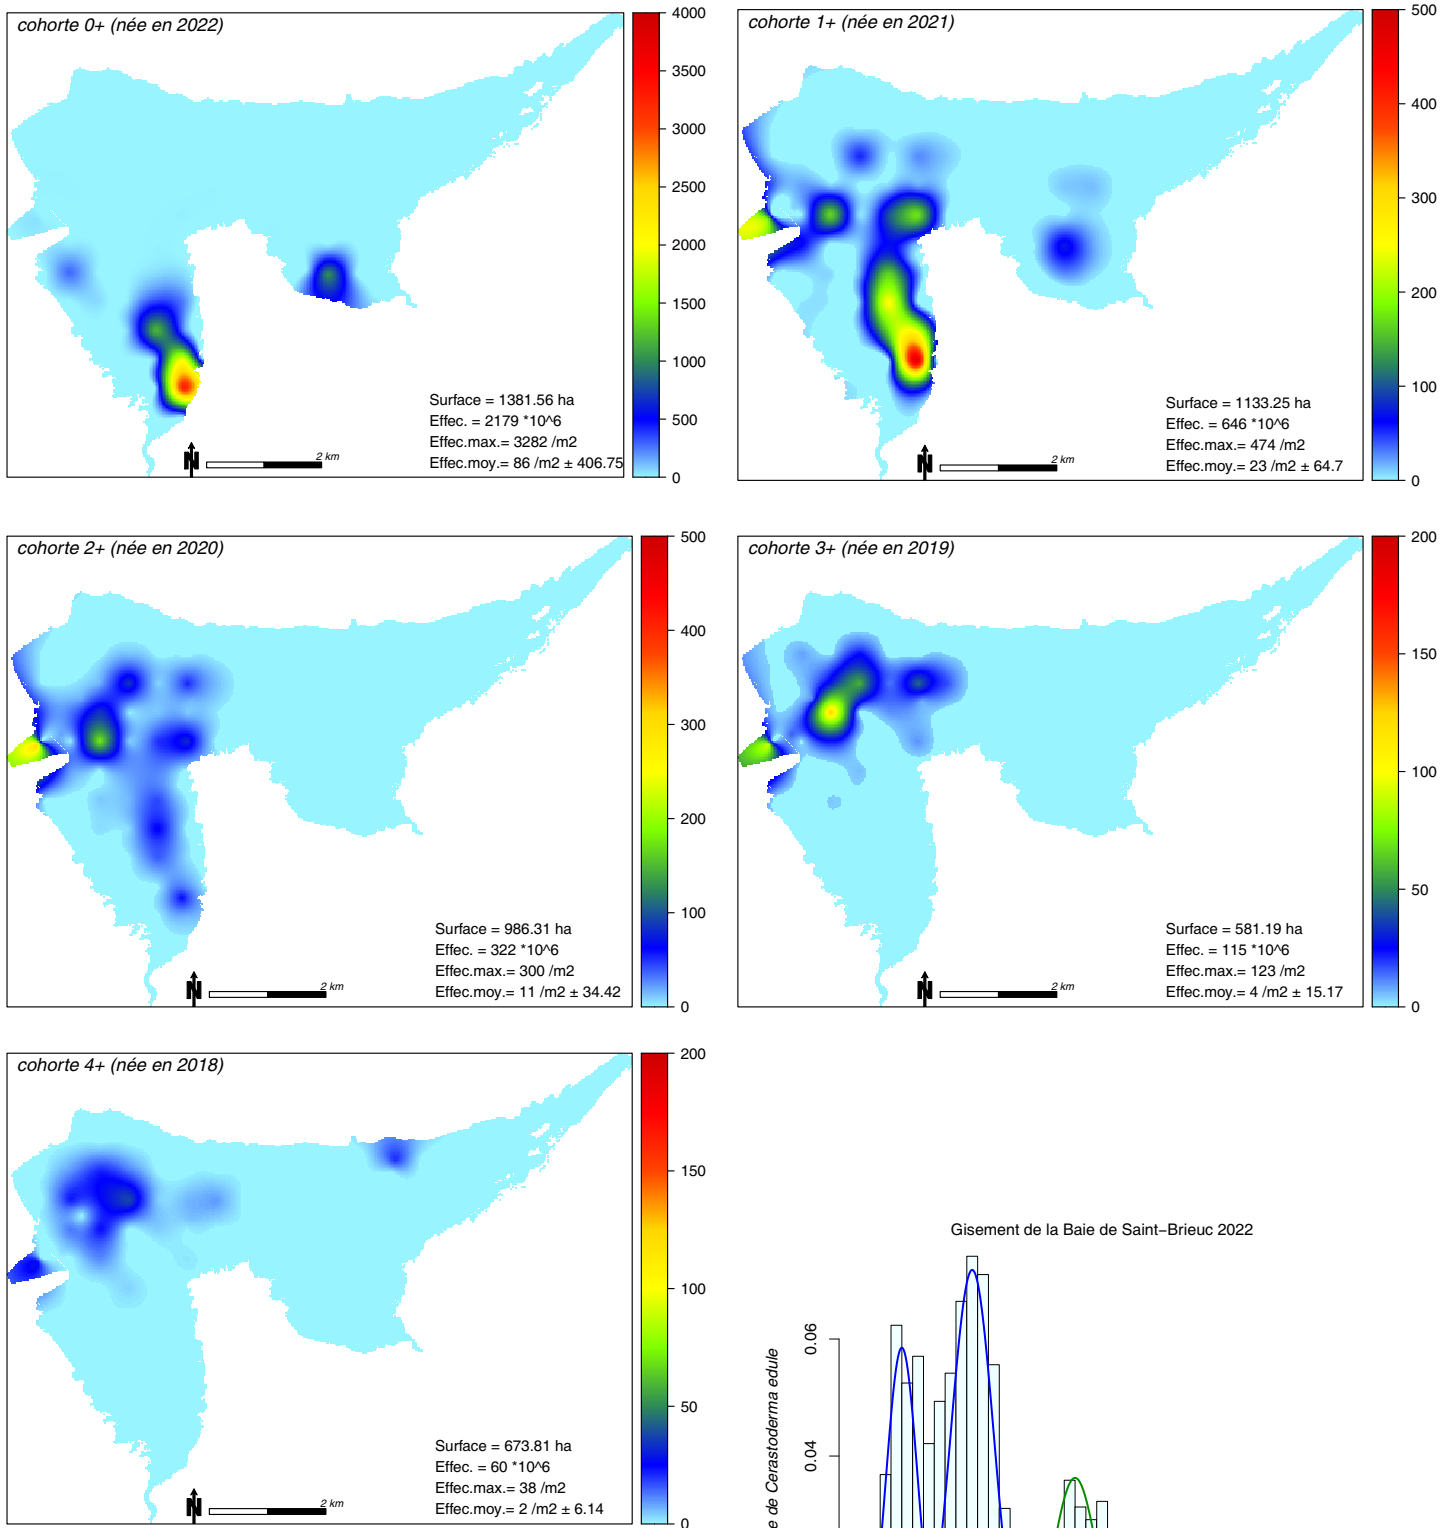 cohorte 0+ (née en 2022)
4000
3500
3000
2500
2000
1500
1000
500
0
Surface = 1381.56 ha
Effec. = 2179 *10^6
Effec.max.= 3282 /m2
Effec.moy.= 86 /m2 ± 406.75
N
2 km
cohorte 1+ (née en 2021)
500
400
300
200
100
0
Surface = 1133.25 ha
Effec. = 646 *10^6
Effec.max.= 474 /m2
Effec.moy.= 23 /m2 ± 64.7
N
2 km
cohorte 2+ (née en 2020)
500
400
300
200
100
0
Surface = 986.31 ha
Effec. = 322 *10^6
Effec.max.= 300 /m2
Effec.moy.= 11 /m2 ± 34.42
N
2 km
cohorte 3+ (née en 2019)
200
150
100
50
0
Surface = 581.19 ha
Effec. = 115 *10^6
Effec.max.= 123 /m2
Effec.moy.= 4 /m2 ± 15.17
N
2 km
cohorte 4+ (née en 2018)
200
150
100
50
0
Surface = 673.81 ha
Effec. = 60 *10^6
Effec.max.= 38 /m2
Effec.moy.= 2 /m2 ± 6.14
N
2 km
Gisement de la Baie de Saint−Brieuc 2022
0.06
0.04
de Cerastoderma edule